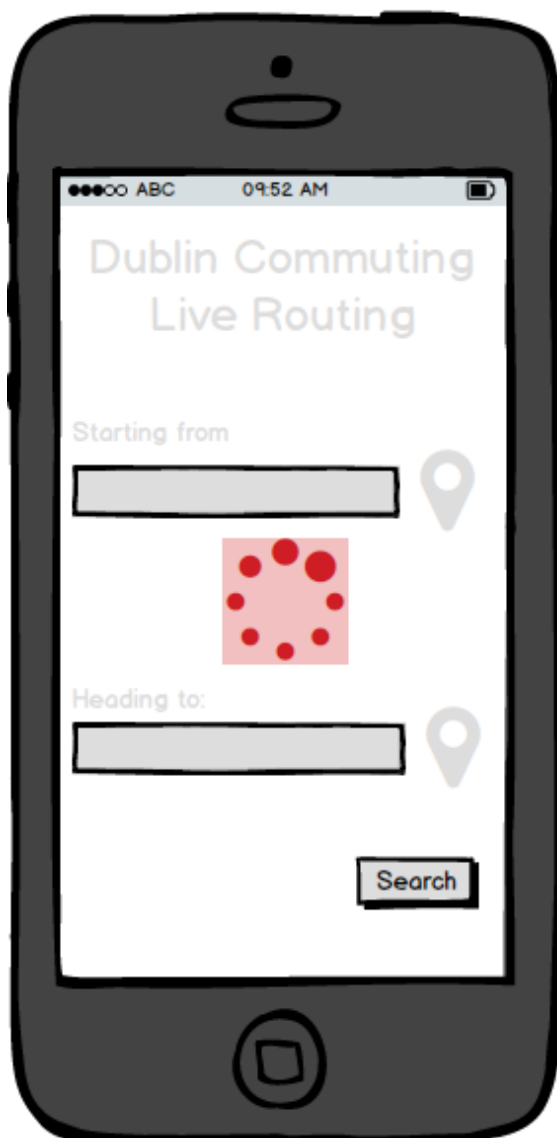 ABC 09:52 AM
Dublin Commuting
Live Routing
Starting from
Heading to:
Search